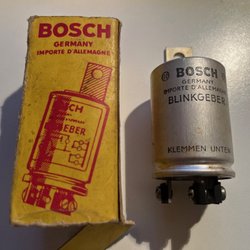 BOSCH
GERMANY
IMPORTE D'ALLEMAGNE
GEBER
BOSCH
GERMANY
IMPORTE D'ALLEMAGNE
BLINKGEBER
KLEMMEN UNTEN